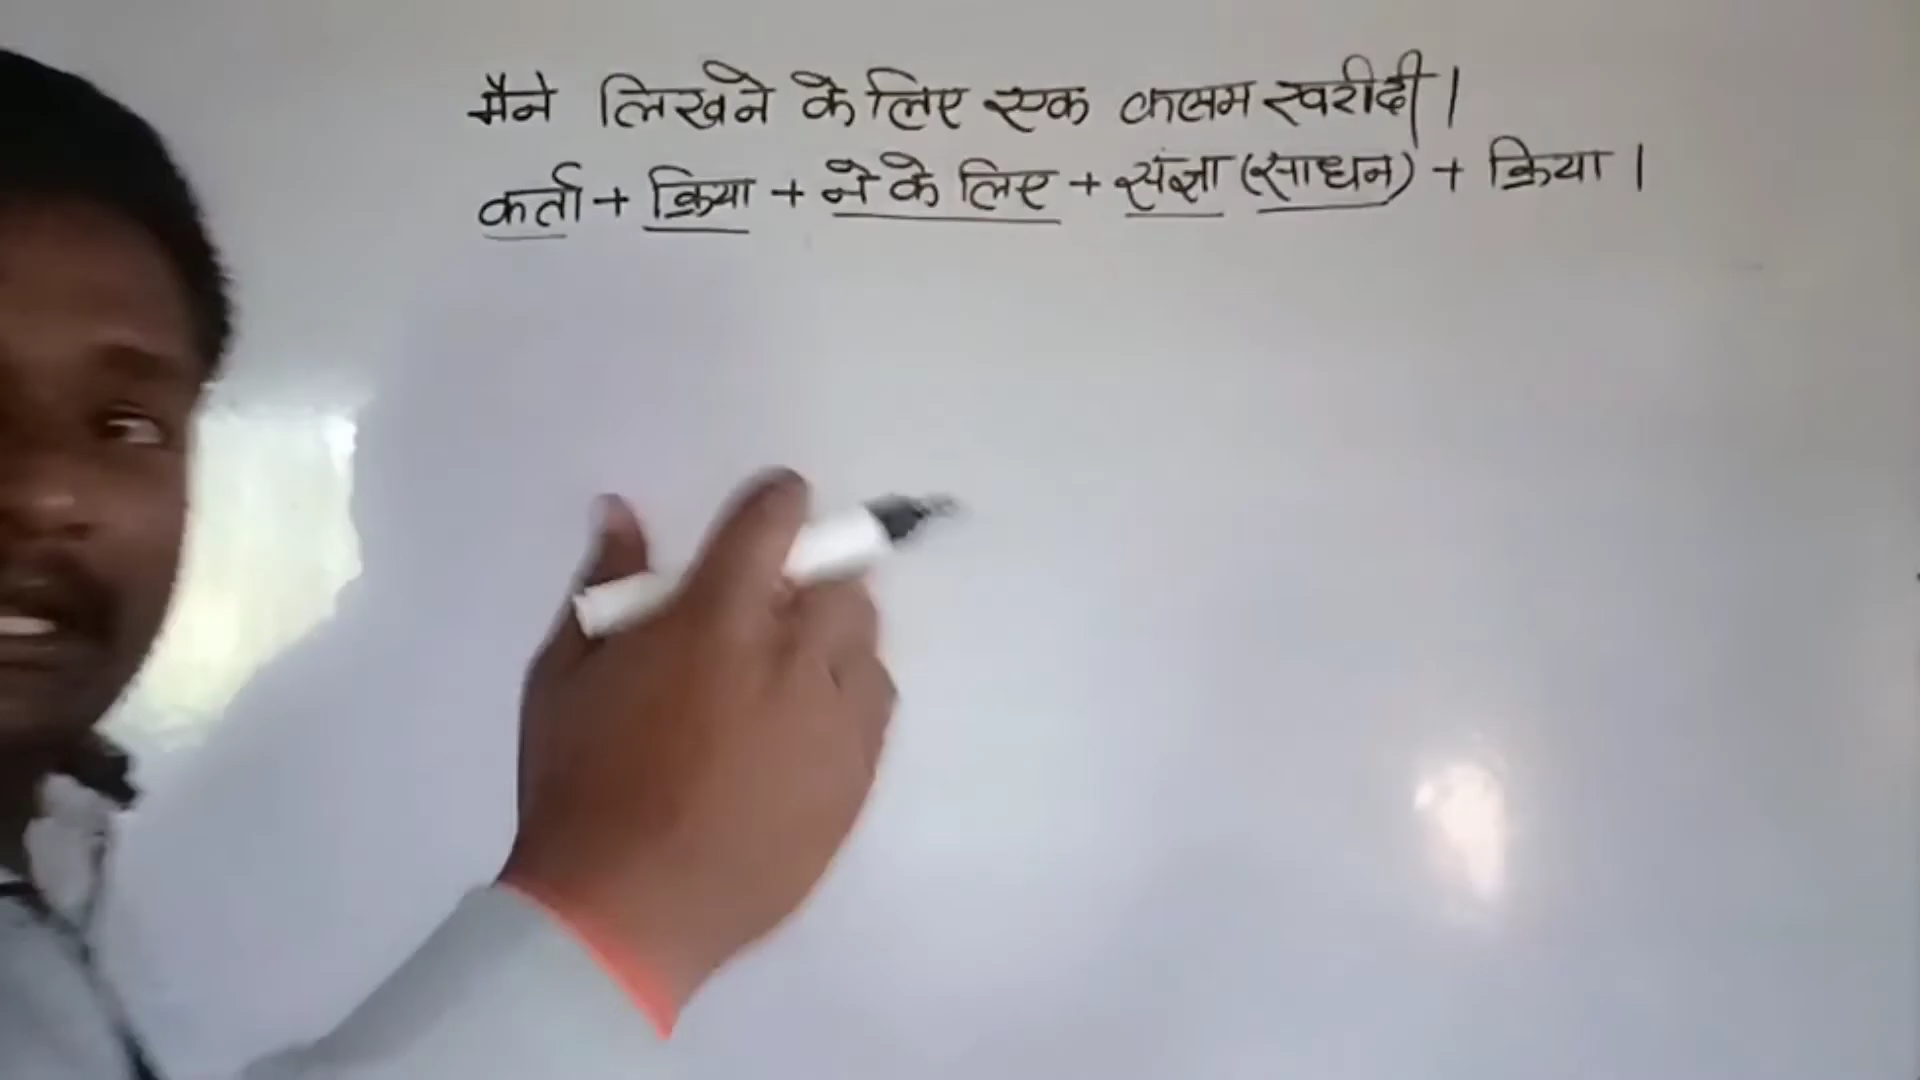 मैने लिखने के लिए एक कलम खरीदी।
कर्ता + क्रिया + ने के लिए + संज्ञा (साधन) + क्रिया।